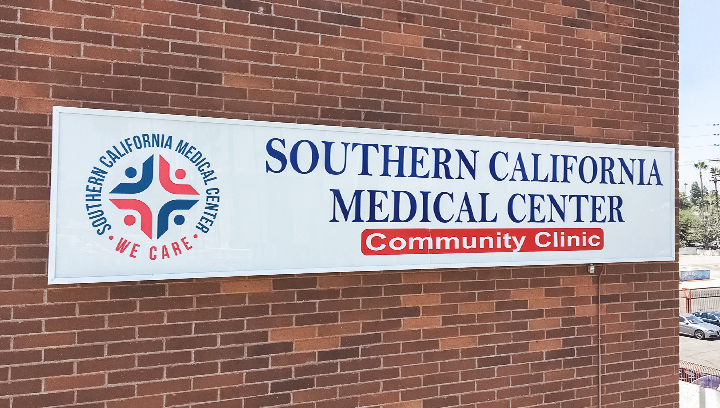 SOUTHERN CALIFORNIA MEDICAL CENTER
• WE CARE •
SOUTHERN CALIFORNIA
MEDICAL CENTER
Community Clinic